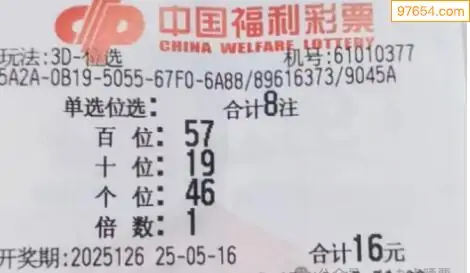 97654.com
中国福利彩票
CHINA WELFARE LOTTERY
玩法:3D-位选 机号:61010377
5A2A-0B19-5055-67F0-6A88/89616373/9045A
单选位选: 合计8注
百 位: 57
十 位: 19
个 位: 46
倍 数: 1
开奖期:2025126 25-05-16 合计16元